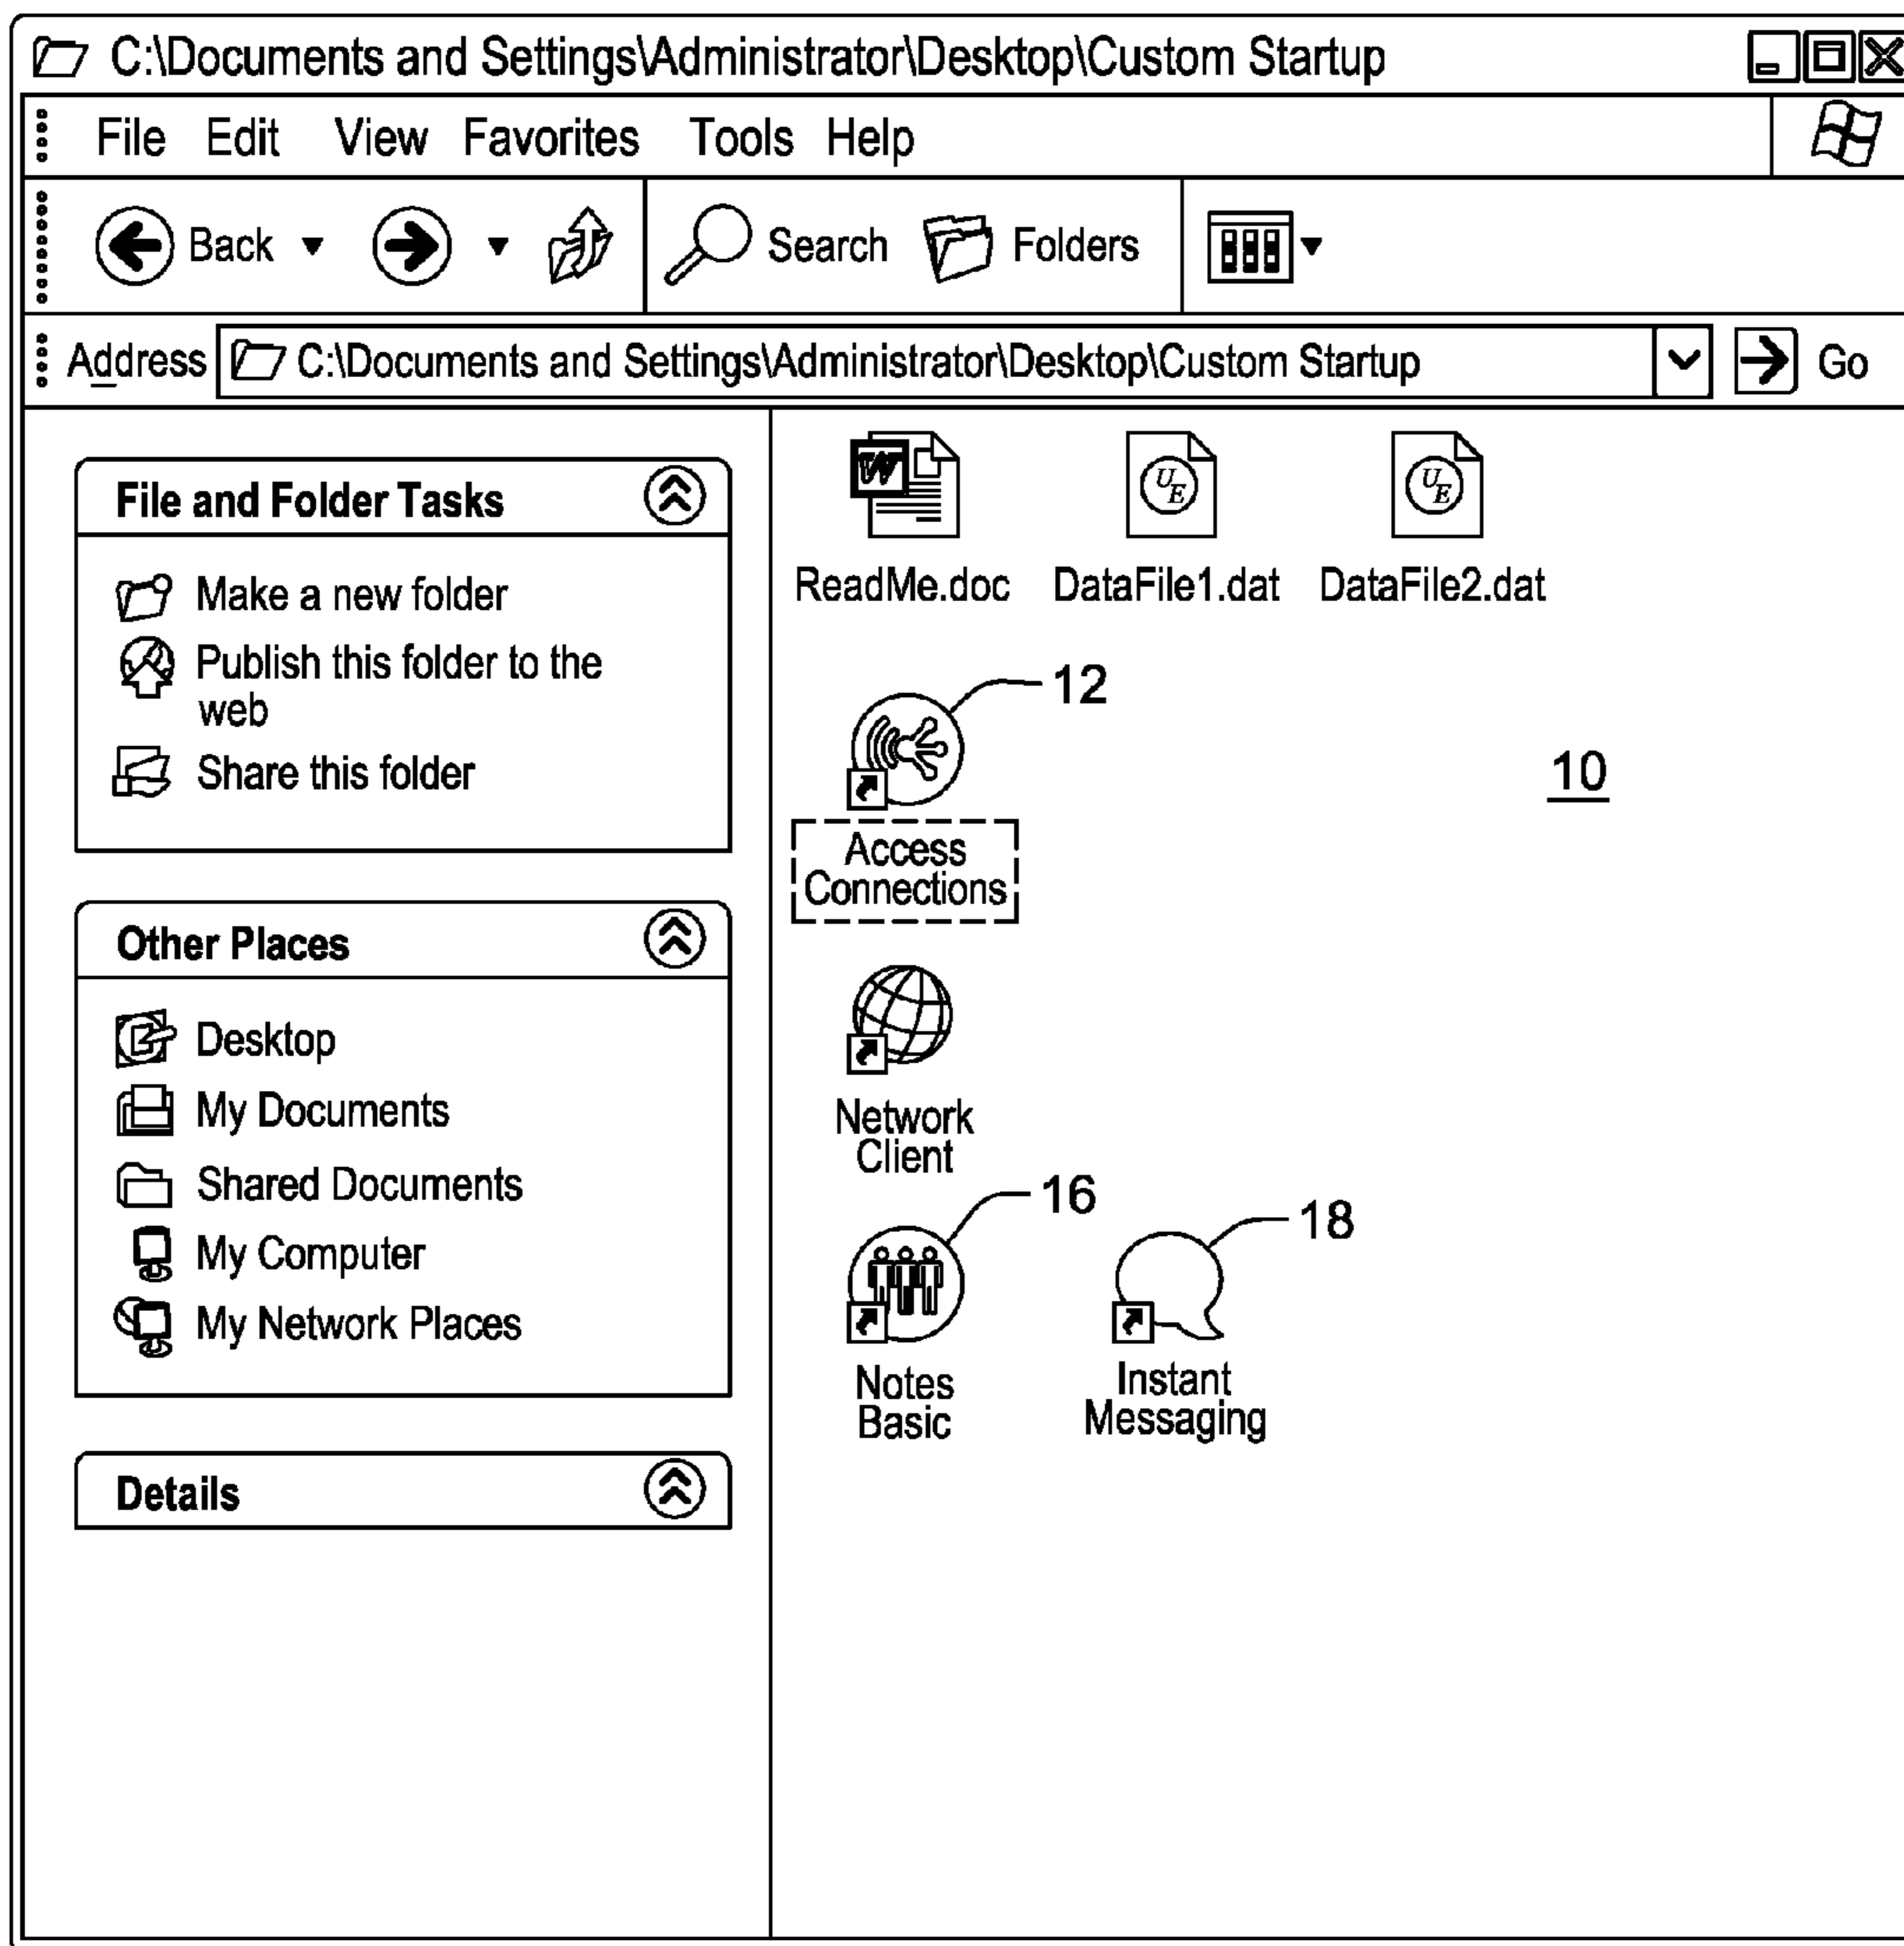 C:\Documents and Settings\Administrator\Desktop\Custom Startup
File Edit View Favorites Tools Help
Back Search Folders
Address C:\Documents and Settings\Administrator\Desktop\Custom Startup Go
File and Folder Tasks
Make a new folder
Publish this folder to the
web
Share this folder
Other Places
Desktop
My Documents
Shared Documents
My Computer
My Network Places
Details
W
UE
UE
ReadMe.doc DataFile1.dat DataFile2.dat
12
10
Access
Connections
Network
Client
16
18
Notes
Basic
Instant
Messaging